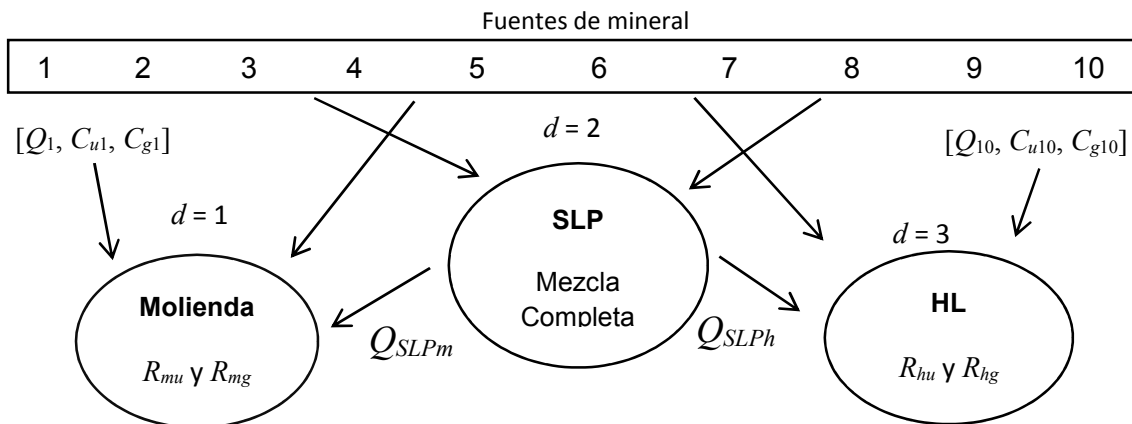 Fuentes de mineral
1 2 3 4 5 6 7 8 9 10
[Q1, Cu1, Cg1]
d = 2
[Q10, Cu10, Cg10]
d = 1
SLP
d = 3
Mezcla
Completa
Molienda
HL
QSLPm
QSLPh
Rmu y Rmg
Rhu y Rhg